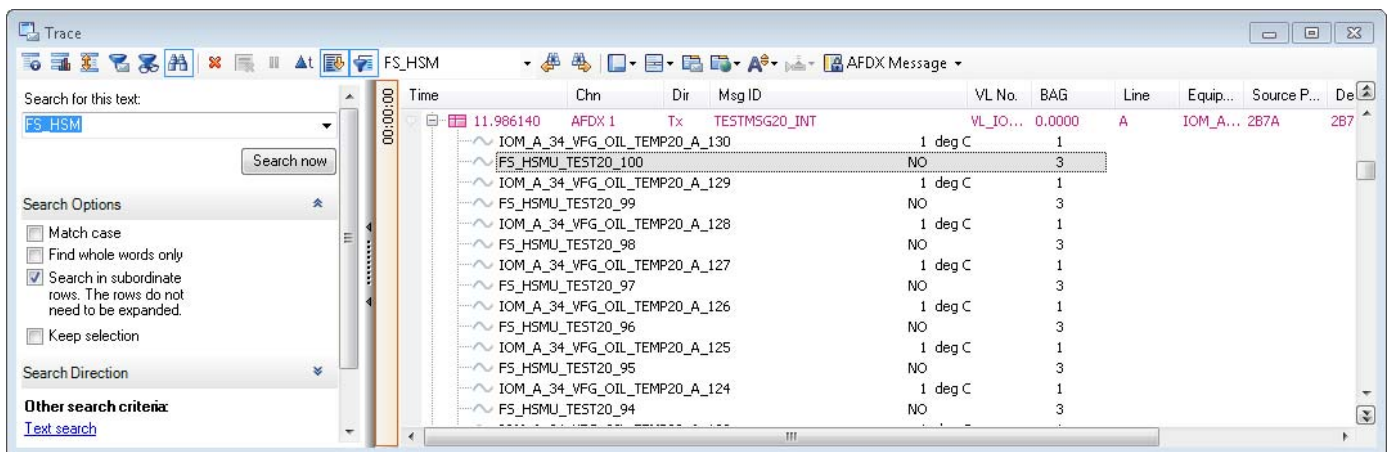 Trace
Δt FS_HSM AFDX Message
Search for this text:
FS_HSM
Search now
Search Options
Match case
Find whole words only
Search in subordinate
rows. The rows do not
need to be expanded.
Keep selection
Search Direction
Other search criteria:
Text search
00:00:00
Time Chn Dir Msg ID VL No. BAG Line Equip... Source P... De
11.986140 AFDX 1 Tx TESTMSG20_INT VL_IO... 0.0000 A IOM_A... 2B7A 2B7
IOM_A_34_VFG_OIL_TEMP20_A_130 1 deg C 1
FS_HSMU_TEST20_100 NO 3
IOM_A_34_VFG_OIL_TEMP20_A_129 1 deg C 1
FS_HSMU_TEST20_99 NO 3
IOM_A_34_VFG_OIL_TEMP20_A_128 1 deg C 1
FS_HSMU_TEST20_98 NO 3
IOM_A_34_VFG_OIL_TEMP20_A_127 1 deg C 1
FS_HSMU_TEST20_97 NO 3
IOM_A_34_VFG_OIL_TEMP20_A_126 1 deg C 1
FS_HSMU_TEST20_96 NO 3
IOM_A_34_VFG_OIL_TEMP20_A_125 1 deg C 1
FS_HSMU_TEST20_95 NO 3
IOM_A_34_VFG_OIL_TEMP20_A_124 1 deg C 1
FS_HSMU_TEST20_94 NO 3